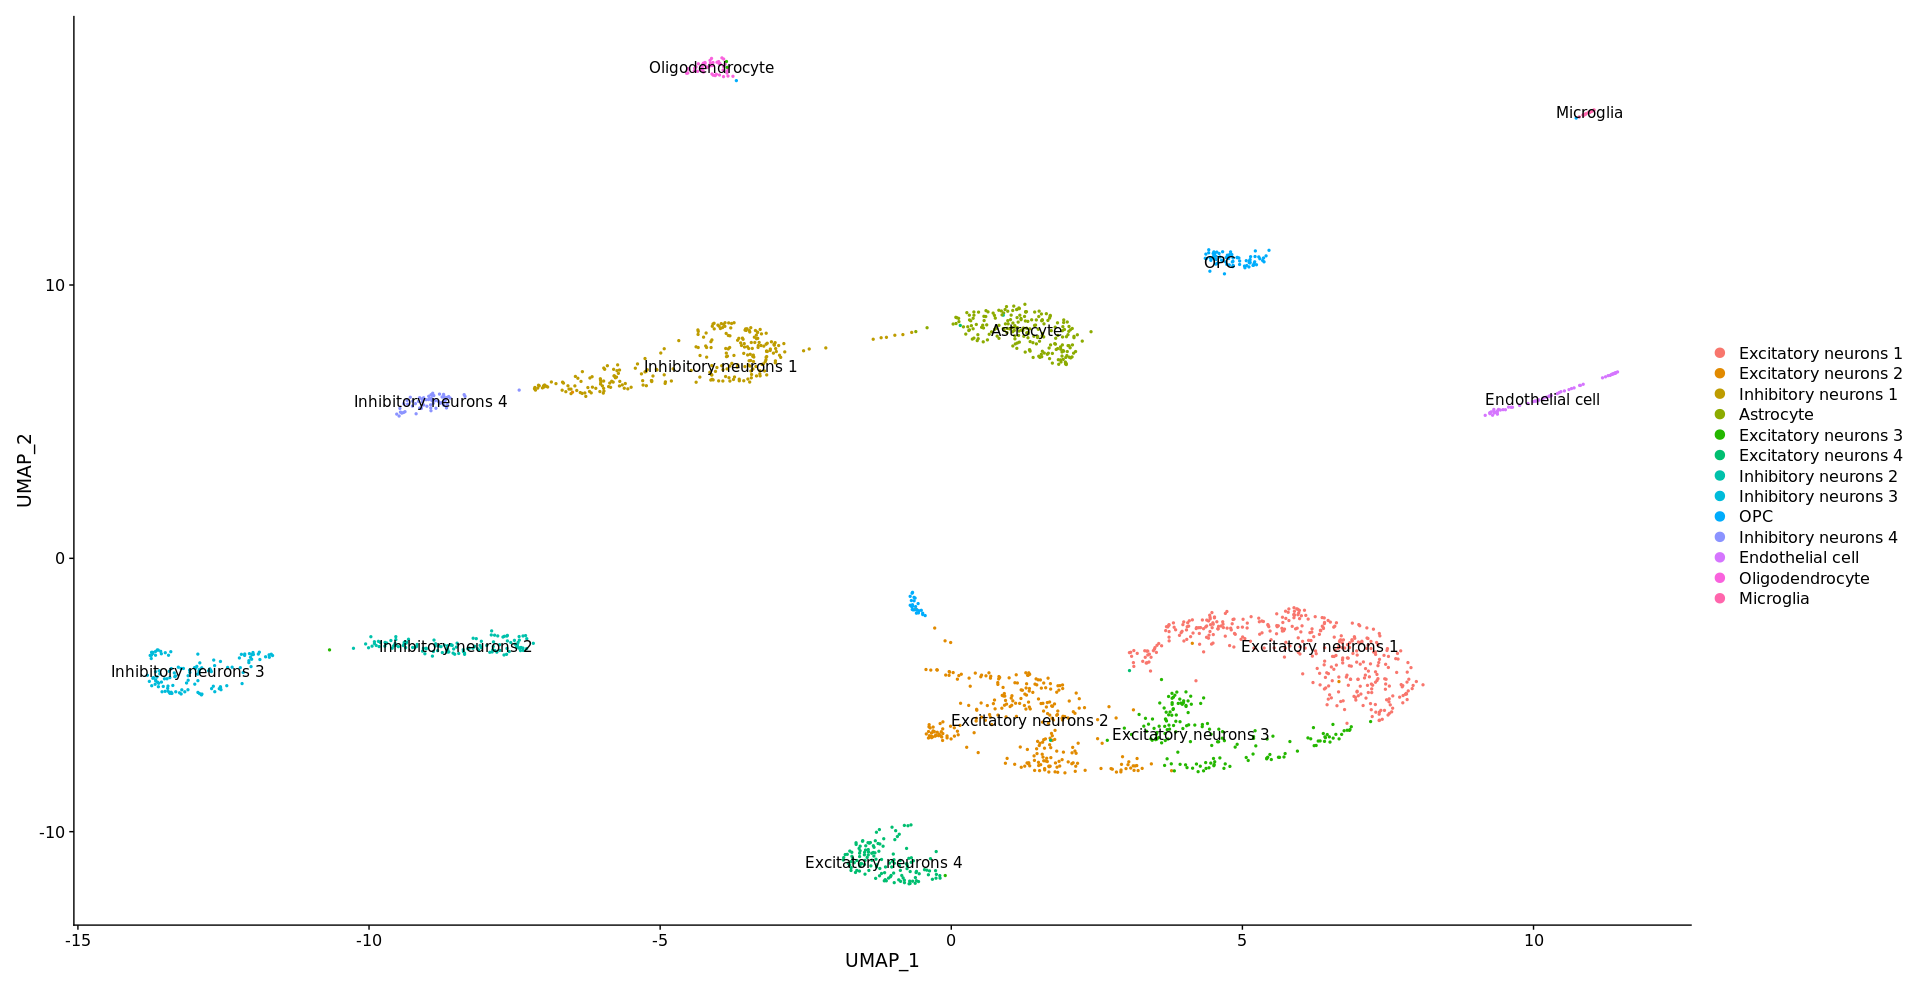 Oligodendrocyte
Microglia
OPC
Astrocyte
Inhibitory neurons 1
Inhibitory neurons 4
Endothelial cell
Inhibitory neurons 2
Excitatory neurons 1
Inhibitory neurons 3
Excitatory neurons 2
Excitatory neurons 3
Excitatory neurons 4
10
0
-10
UMAP_2
-15
-10
-5
0
5
10
UMAP_1
Excitatory neurons 1
Excitatory neurons 2
Inhibitory neurons 1
Astrocyte
Excitatory neurons 3
Excitatory neurons 4
Inhibitory neurons 2
Inhibitory neurons 3
OPC
Inhibitory neurons 4
Endothelial cell
Oligodendrocyte
Microglia